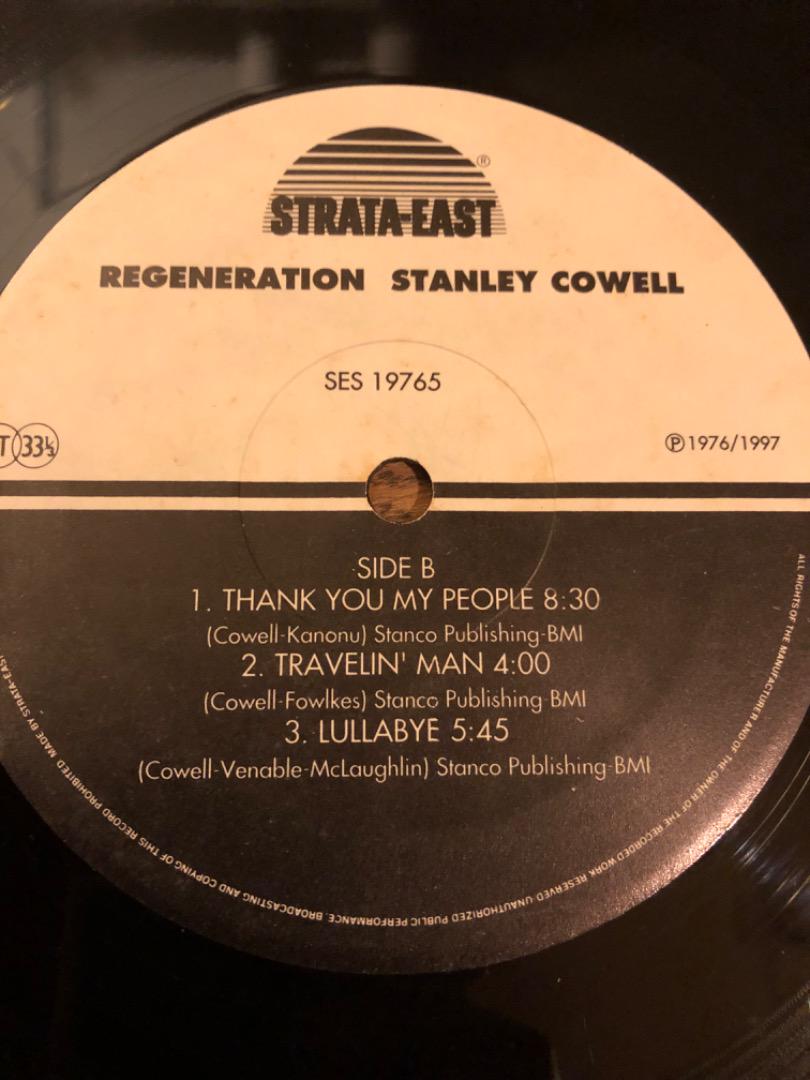 ®
STRATA-EAST
REGENERATION STANLEY COWELL
SES 19765
T 33⅓
℗ 1976/1997
SIDE B
1. THANK YOU MY PEOPLE 8:30
(Cowell-Kanonu) Stanco Publishing-BMI
2. TRAVELIN' MAN 4:00
(Cowell-Fowlkes) Stanco Publishing-BMI
3. LULLABYE 5:45
(Cowell-Venable-McLaughlin) Stanco Publishing-BMI
ALL RIGHTS OF THE MANUFACTURER AND OF THE OWNER OF THE RECORDED WORK RESERVED. UNAUTHORIZED PUBLIC PERFORMANCE. BROADCASTING AND COPYING OF THIS RECORD PROHIBITED MADE BY STRATA-EAST